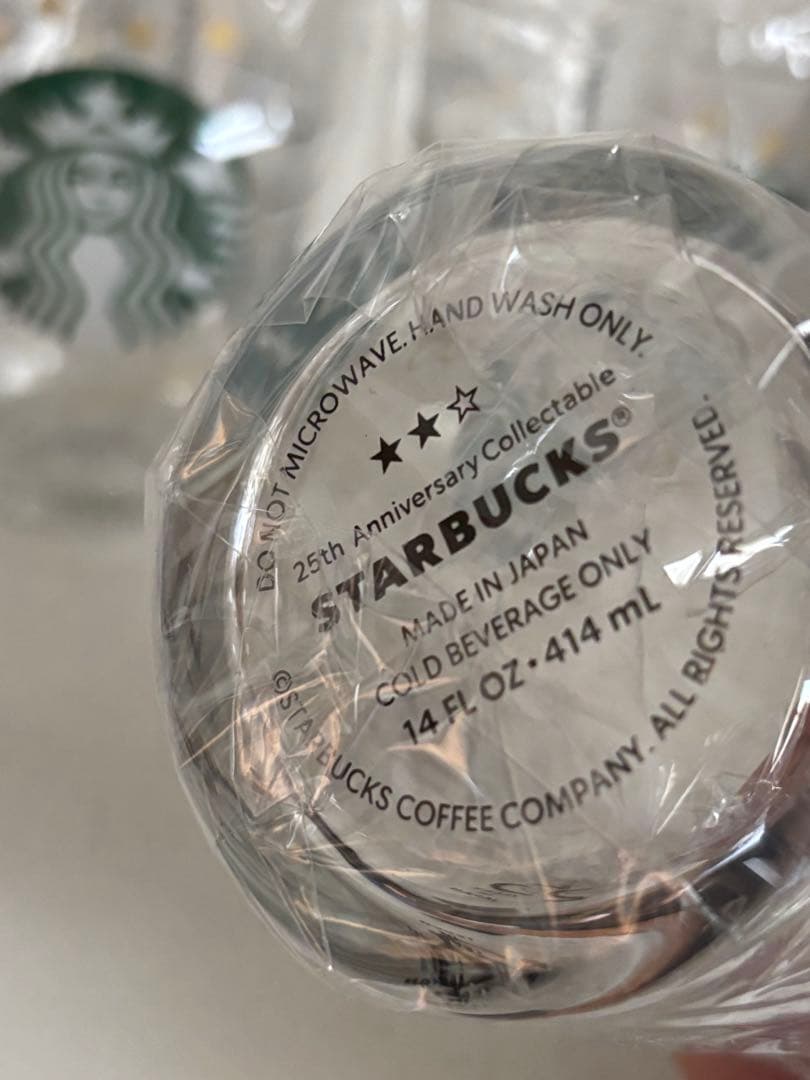 DO NOT MICROWAVE. HAND WASH ONLY.
★★☆
25th Anniversary Collectable
STARBUCKS®
MADE IN JAPAN
COLD BEVERAGE ONLY
14 FL OZ • 414 mL
©STARBUCKS COFFEE COMPANY. ALL RIGHTS RESERVED.